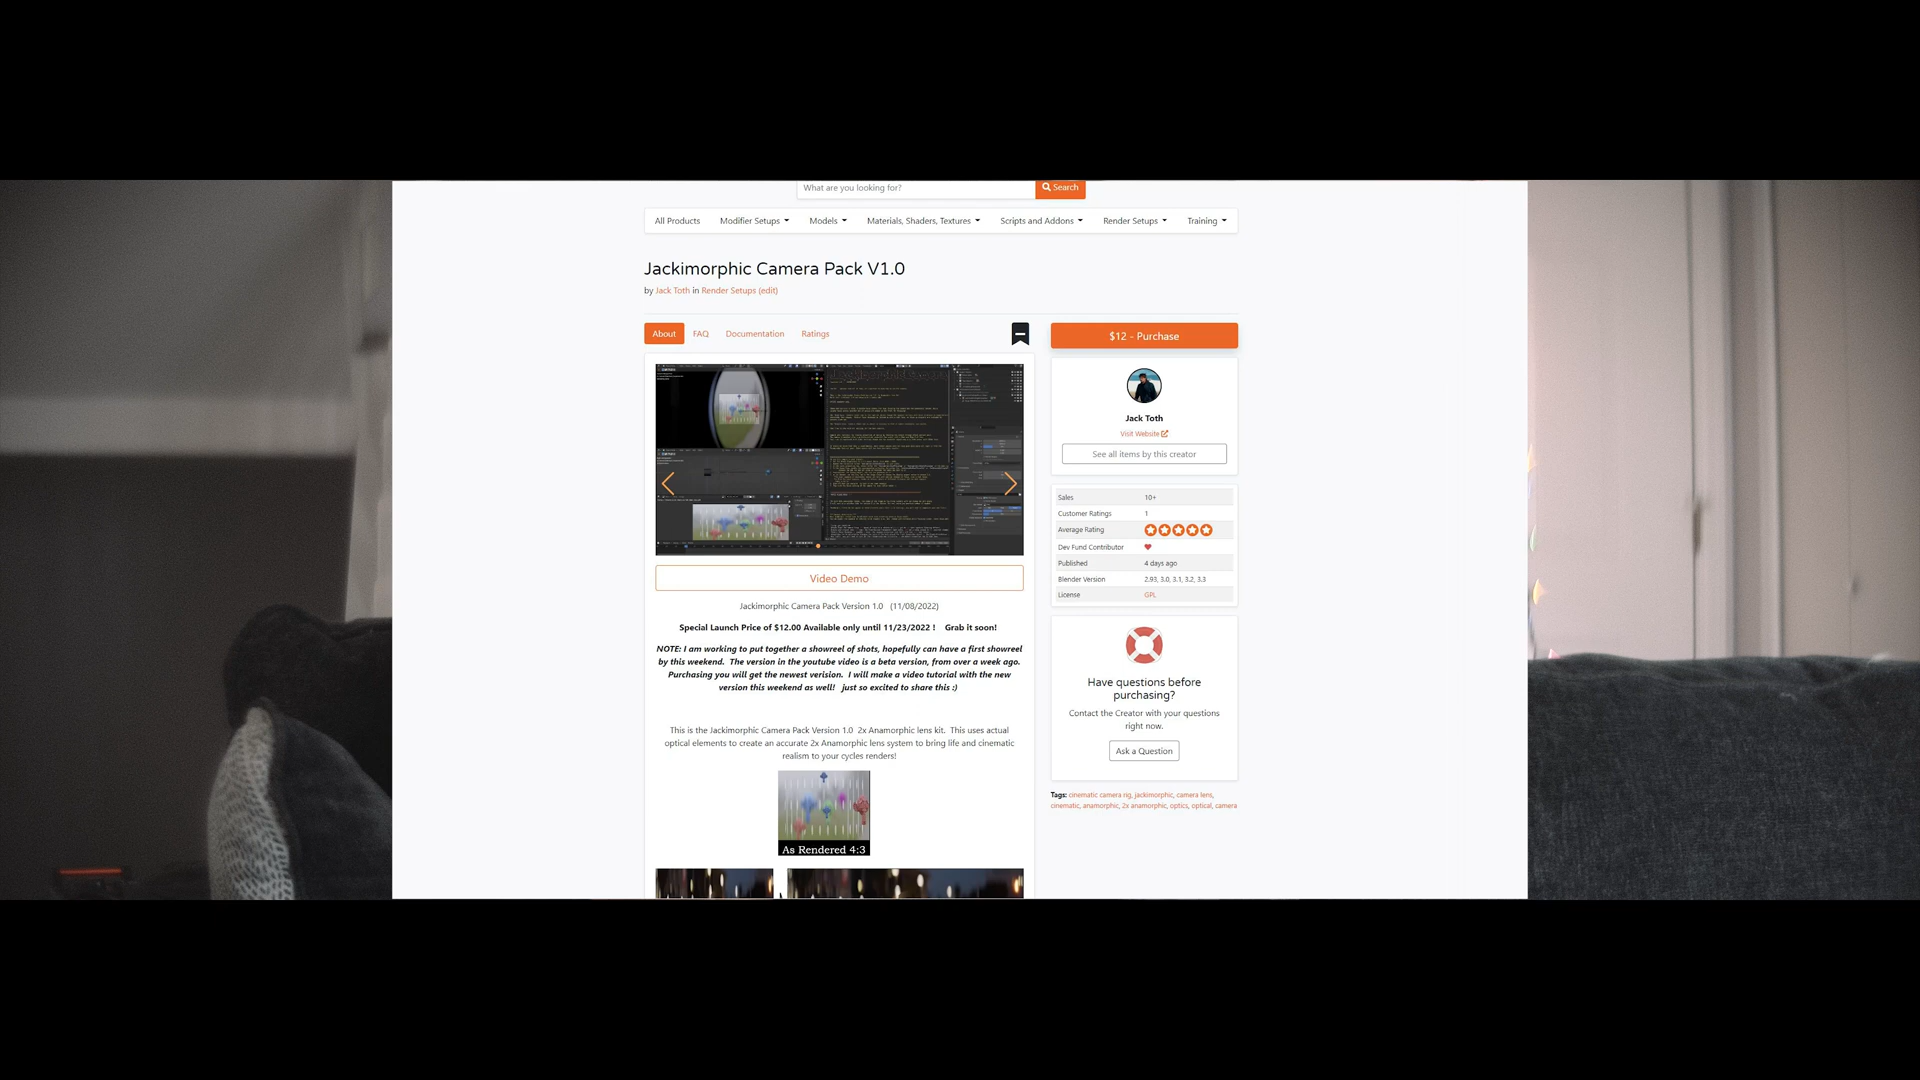 What are you looking for? Search
All Products Modifier Setups Models Materials, Shaders, Textures Scripts and Addons Render Setups Training
Jackimorphic Camera Pack V1.0
by Jack Toth in Render Setups (edit)
About FAQ Documentation Ratings
Video Demo
Jackimorphic Camera Pack Version 1.0 (11/08/2022)
Special Launch Price of $12.00 Available only until 11/23/2022 ! Grab it soon!
NOTE: I am working to put together a showreel of shots, hopefully can have a first showreel
by this weekend. The version in the youtube video is a beta version, from over a week ago.
Purchasing you will get the newest verision. I will make a video tutorial with the new
version this weekend as well! just so excited to share this :)
This is the Jackimorphic Camera Pack Version 1.0 2x Anamorphic lens kit. This uses actual
optical elements to create an accurate 2x Anamorphic lens system to bring life and cinematic
realism to your cycles renders!
As Rendered 4:3
$12 - Purchase
Jack Toth
Visit Website
See all items by this creator
Sales 10+
Customer Ratings 1
Average Rating
Dev Fund Contributor
Published 4 days ago
Blender Version 2.93, 3.0, 3.1, 3.2, 3.3
License GPL
Have questions before
purchasing?
Contact the Creator with your questions
right now.
Ask a Question
Tags: cinematic camera rig, jackimorphic, camera lens,
cinematic, anamorphic, 2x anamorphic, optics, optical, camera